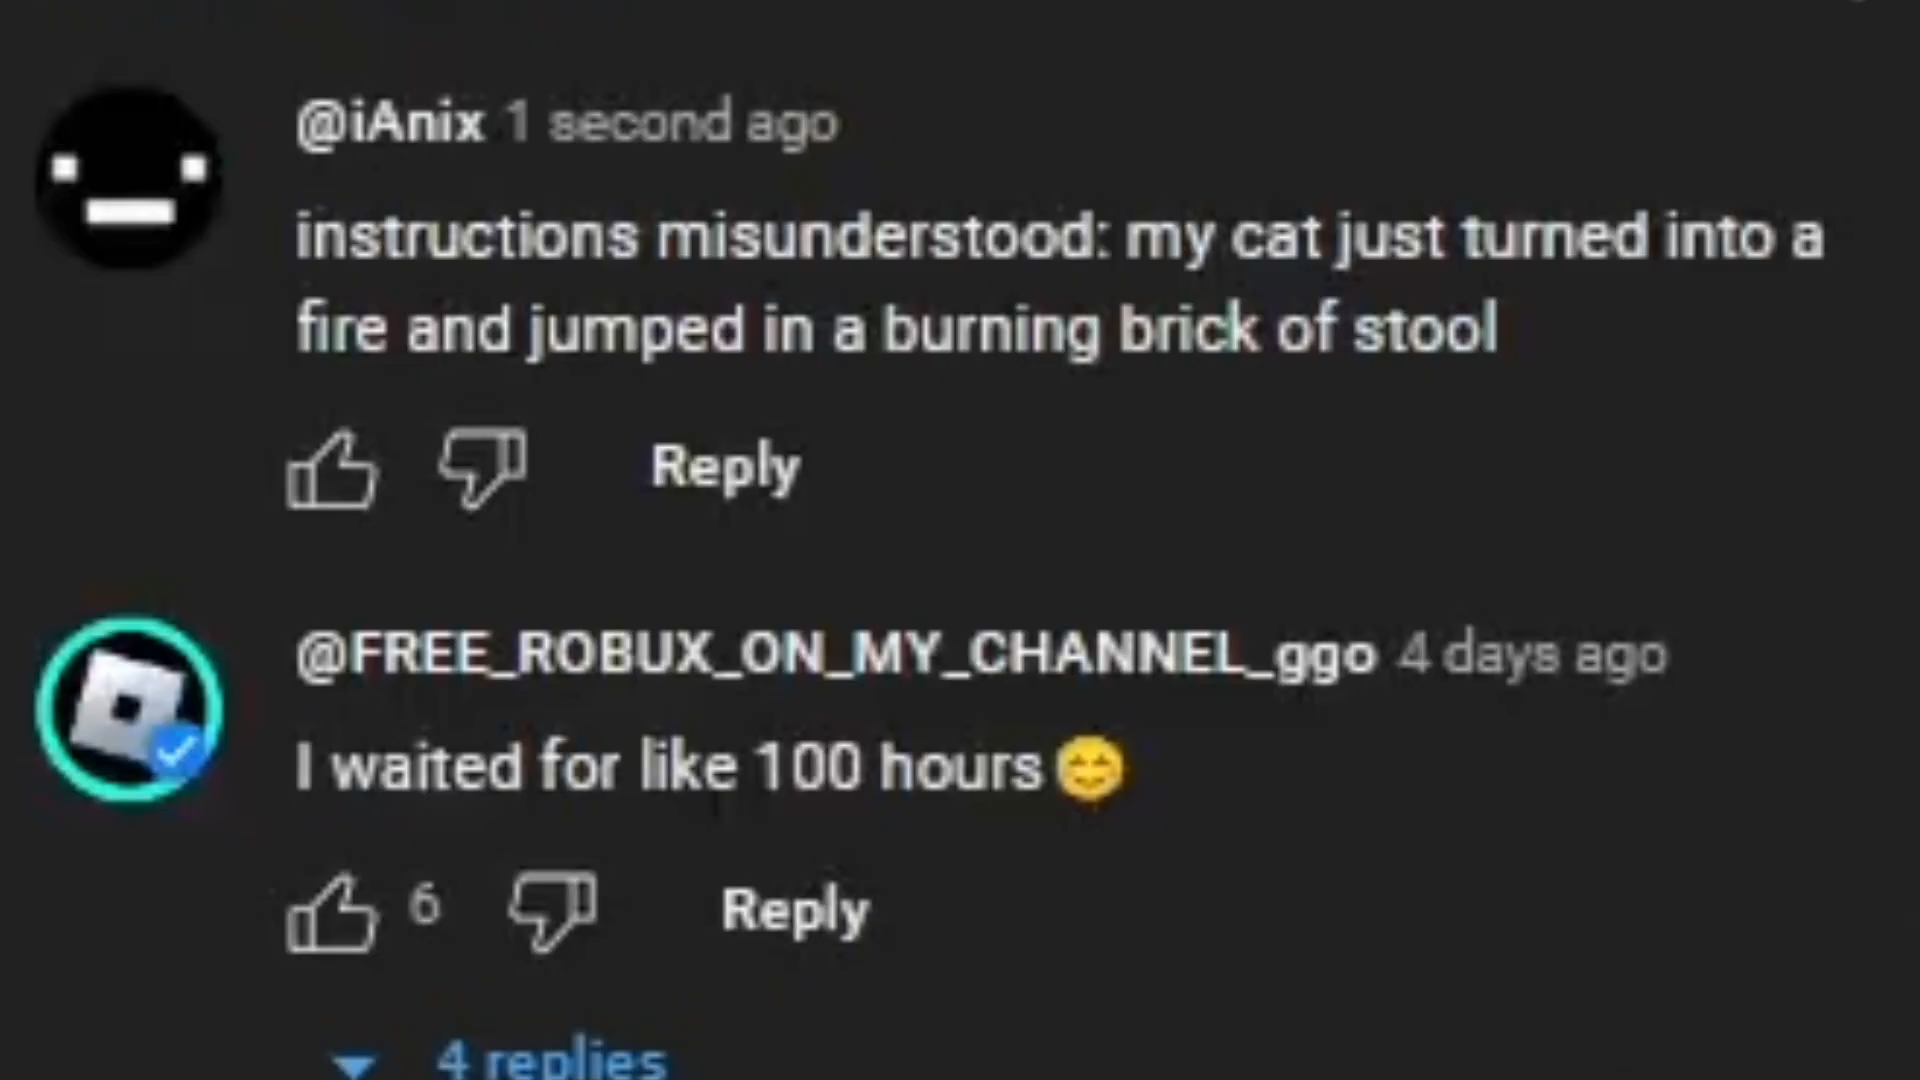 @iAnix 1 second ago
instructions misunderstood: my cat just turned into a
fire and jumped in a burning brick of stool
Reply
@FREE_ROBUX_ON_MY_CHANNEL_ggo 4 days ago
I waited for like 100 hours😊
6 Reply
4 replies